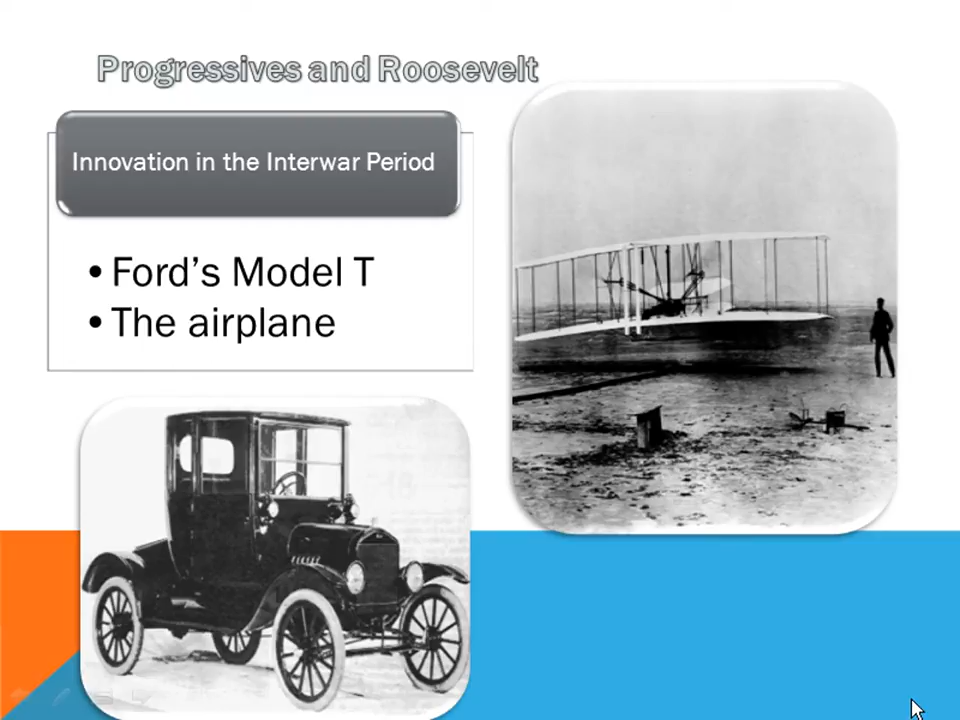 Progressives and Roosevelt
Innovation in the Interwar Period
• Ford's Model T
• The airplane